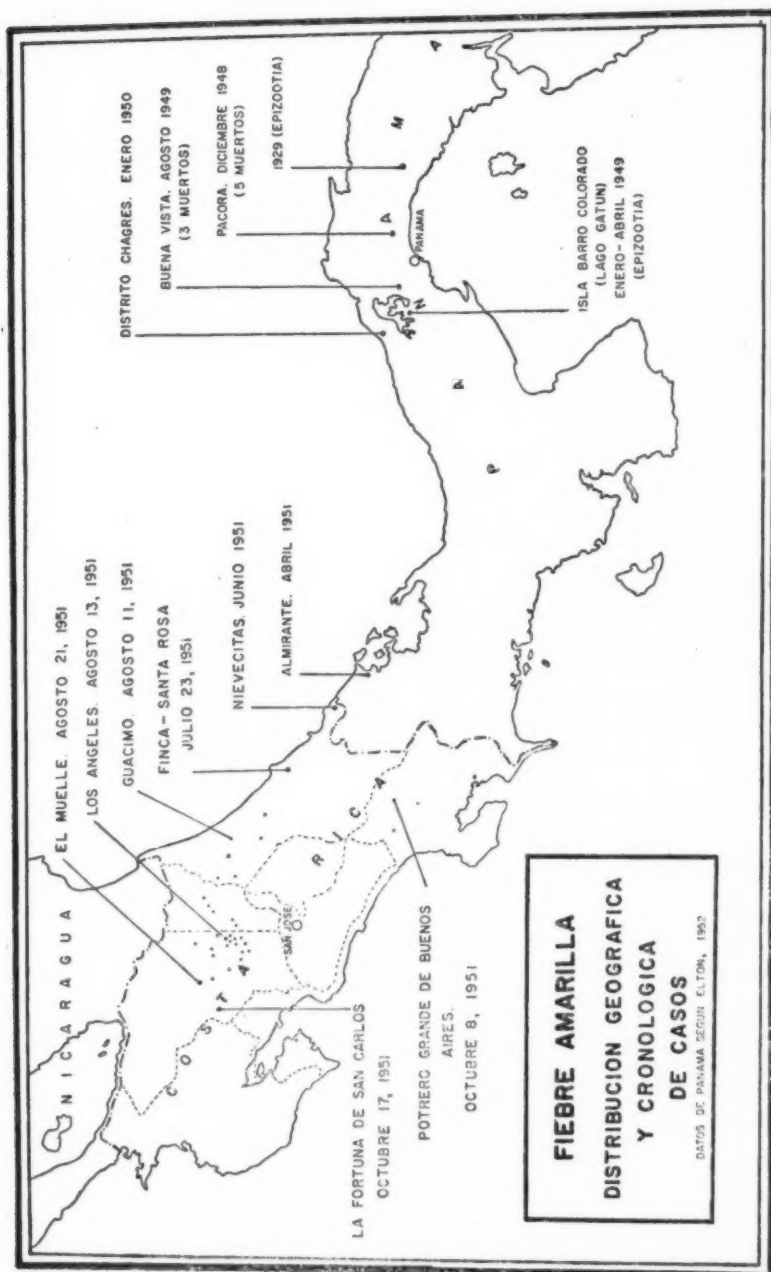 NICARAGUA
EL MUELLE. AGOSTO 21, 1951
LOS ANGELES. AGOSTO 13, 1951
GUACIMO. AGOSTO 11, 1951
FINCA-SANTA ROSA
JULIO 23, 1951
NIEVECITAS. JUNIO 1951
ALMIRANTE. ABRIL 1951
DISTRITO CHAGRES. ENERO 1950
BUENA VISTA. AGOSTO 1949
(3 MUERTOS)
PACORA. DICIEMBRE 1948
(5 MUERTOS)
1929 (EPIZOOTIA)
COSTA RICA
SAN JOSE
PANAMA
PANAMA
LA FORTUNA DE SAN CARLOS
OCTUBRE 17, 1951
POTRERO GRANDE DE BUENOS
AIRES.
OCTUBRE 8, 1951
ISLA BARRO COLORADO
(LAGO GATUN)
ENERO-ABRIL 1949
(EPIZOOTIA)
FIEBRE AMARILLA
DISTRIBUCION GEOGRAFICA
Y CRONOLOGICA
DE CASOS
DATOS DE PANAMA SEGUN ELTON, 1952